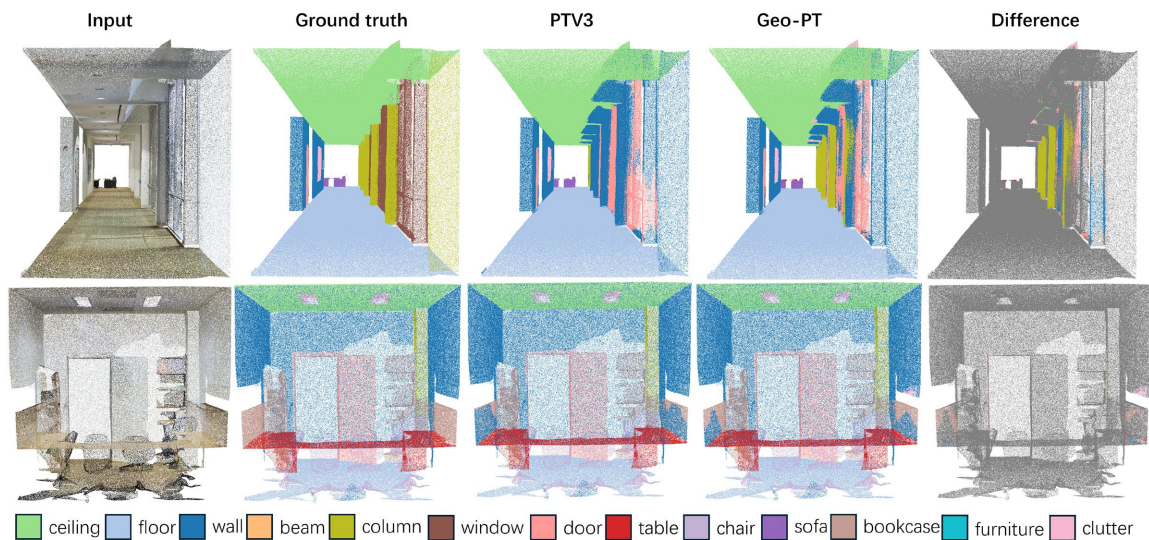 Input Ground truth PTV3 Geo-PT Difference
ceiling floor wall beam column window door table chair sofa bookcase furniture clutter